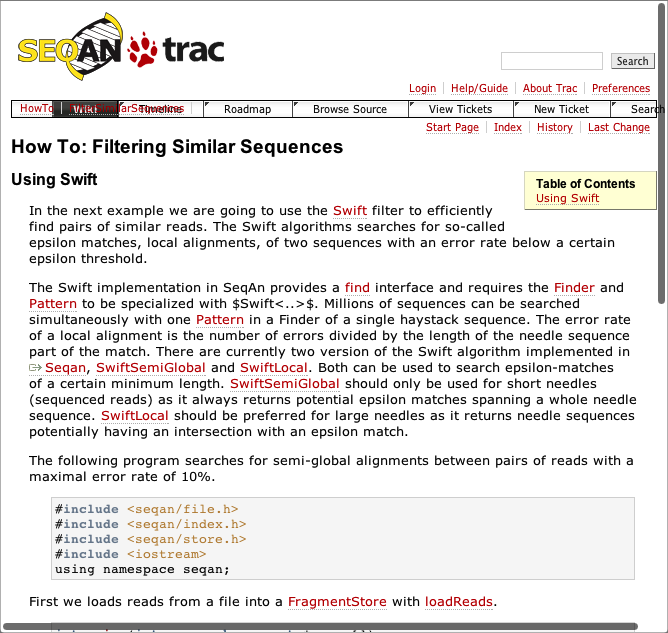 SEQAN trac
Search
Login Help/Guide About Trac Preferences
HowTo FilterSimilarSequences
Wiki Timeline Roadmap Browse Source View Tickets New Ticket Search
Start Page Index History Last Change
How To: Filtering Similar Sequences
Using Swift
Table of Contents
Using Swift
In the next example we are going to use the Swift filter to efficiently
find pairs of similar reads. The Swift algorithms searches for so-called
epsilon matches, local alignments, of two sequences with an error rate below a certain
epsilon threshold.
The Swift implementation in SeqAn provides a find interface and requires the Finder and
Pattern to be specialized with $Swift<..>$. Millions of sequences can be searched
simultaneously with one Pattern in a Finder of a single haystack sequence. The error rate
of a local alignment is the number of errors divided by the length of the needle sequence
part of the match. There are currently two version of the Swift algorithm implemented in
Seqan, SwiftSemiGlobal and SwiftLocal. Both can be used to search epsilon-matches
of a certain minimum length. SwiftSemiGlobal should only be used for short needles
(sequenced reads) as it always returns potential epsilon matches spanning a whole needle
sequence. SwiftLocal should be preferred for large needles as it returns needle sequences
potentially having an intersection with an epsilon match.
The following program searches for semi-global alignments between pairs of reads with a
maximal error rate of 10%.
#include <seqan/file.h>
#include <seqan/index.h>
#include <seqan/store.h>
#include <iostream>
using namespace seqan;
First we loads reads from a file into a FragmentStore with loadReads.